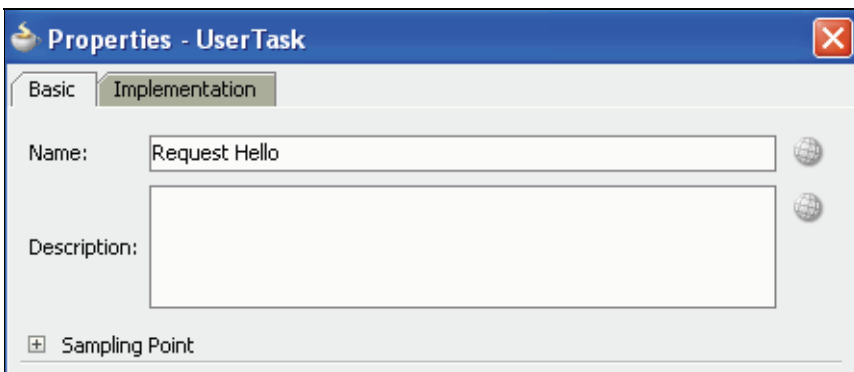 Properties - UserTask
Basic Implementation
Name: Request Hello
Description:
Sampling Point